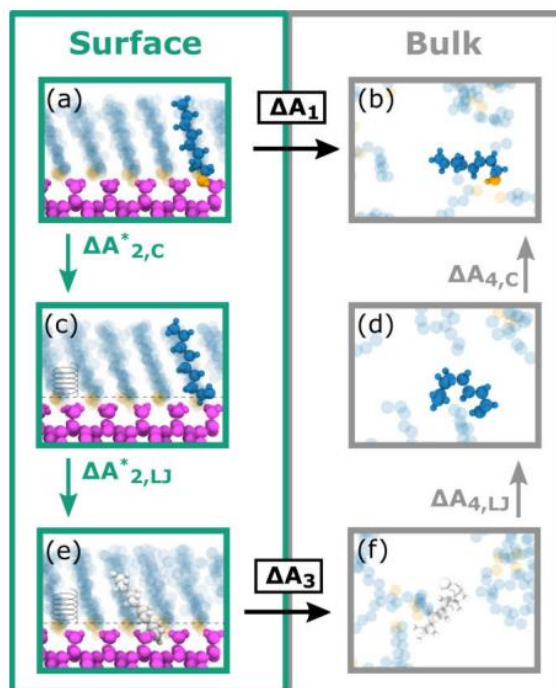 Surface Bulk
(a) ΔA₁ (b)
ΔA*₂,C ΔA₄,C
(c) (d)
ΔA*₂,LJ ΔA₄,LJ
(e) ΔA₃ (f)